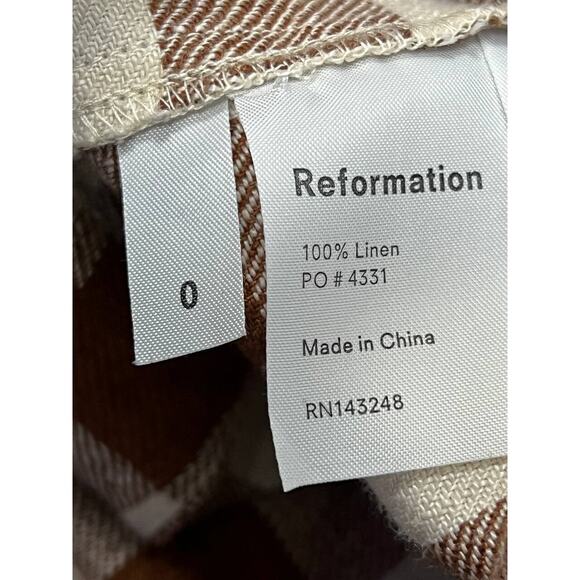 0
Reformation
100% Linen
PO # 4331
Made in China
RN143248